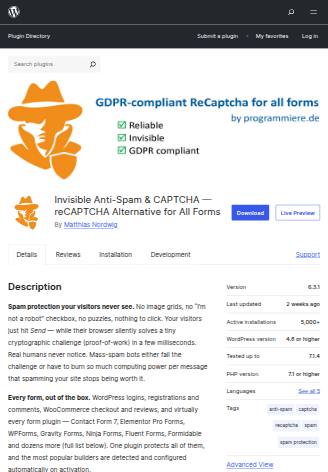 Plugin Directory
Submit a plugin
My favorites
Log in
Search plugins
GDPR-compliant ReCaptcha for all forms
by programmiere.de
Reliable
Invisible
GDPR compliant
Invisible Anti-Spam & CAPTCHA —
reCAPTCHA Alternative for All Forms
By Matthias Nordwig
Download
Live Preview
Details
Reviews
Installation
Development
Support
Description
Spam protection your visitors never see. No image grids, no "I'm
not a robot" checkbox, no puzzles, nothing to click. Your visitors
just hit Send — while their browser silently solves a tiny
cryptographic challenge (proof-of-work) in a few milliseconds.
Real humans never notice. Mass-spam bots either fail the
challenge or have to burn so much computing power per message
that spamming your site stops being worth it.
Every form, out of the box. WordPress logins, registrations and
comments, WooCommerce checkout and reviews, and virtually
every form plugin — Contact Form 7, Elementor Pro Forms,
WPForms, Gravity Forms, Ninja Forms, Fluent Forms, Formidable
and dozens more (full list below). One plugin protects all of them,
and the most popular builders are detected and configured
automatically on activation.
Version 6.3.1
Last updated 2 weeks ago
Active installations 5,000+
WordPress version 4.8 or higher
Tested up to 7.1.4
PHP version 7.1 or higher
Languages See all 5
Tags anti-spam captcha
recaptcha spam
spam protection
Advanced View